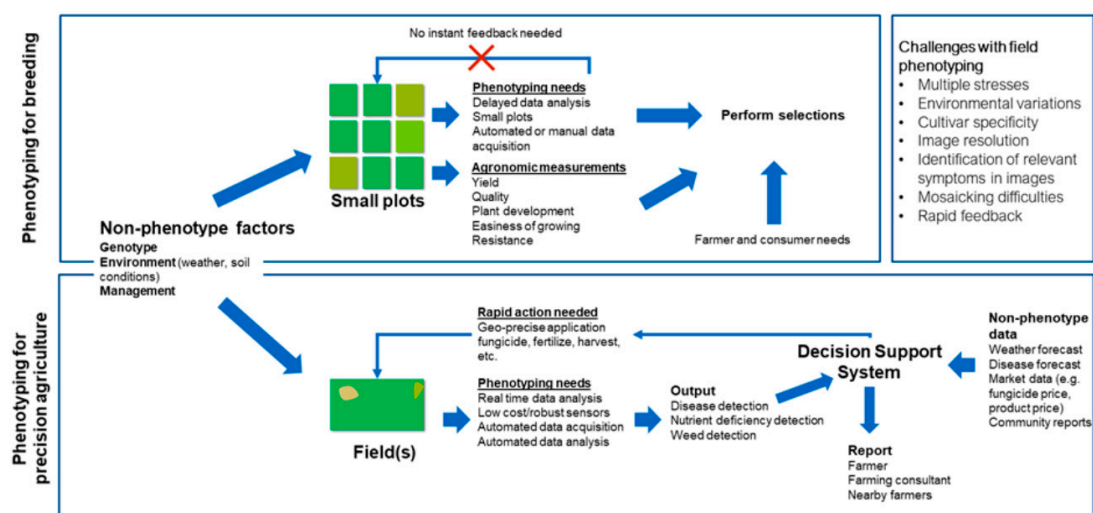 Phenotyping for breeding
No instant feedback needed
Phenotyping needs
Delayed data analysis
Small plots
Automated or manual data
acquisition
Agronomic measurements
Yield
Quality
Plant development
Easiness of growing
Resistance
Small plots
Perform selections
Farmer and consumer needs
Challenges with field
phenotyping
• Multiple stresses
• Environmental variations
• Cultivar specificity
• Image resolution
• Identification of relevant
symptoms in images
• Mosaicking difficulties
• Rapid feedback
Non-phenotype factors
Genotype
Environment (weather, soil
conditions)
Management
Phenotyping for
precision agriculture
Rapid action needed
Geo-precise application
fungicide, fertilize, harvest,
etc.
Field(s)
Phenotyping needs
Real time data analysis
Low cost/robust sensors
Automated data acquisition
Automated data analysis
Output
Disease detection
Nutrient deficiency detection
Weed detection
Decision Support
System
Non-phenotype
data
Weather forecast
Disease forecast
Market data (e.g.
fungicide price,
product price)
Community reports
Report
Farmer
Farming consultant
Nearby farmers